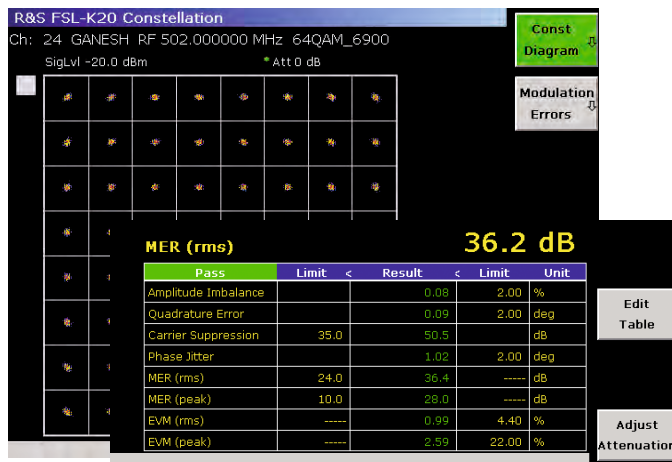 R&S FSL-K20 Constellation
Ch: 24 GANESH RF 502.000000 MHz 64QAM_6900
SigLvl -20.0 dBm Att 0 dB
Const
Diagram
Modulation
Errors
MER (rms) 36.2 dB
Pass Limit < Result < Limit Unit
Amplitude Imbalance 0.08 2.00 %
Quadrature Error 0.09 2.00 deg
Carrier Suppression 35.0 50.5 dB
Phase Jitter 1.02 2.00 deg
MER (rms) 24.0 36.4 ----- dB
MER (peak) 10.0 28.0 ----- dB
EVM (rms) ----- 0.99 4.40 %
EVM (peak) ----- 2.59 22.00 %
Edit
Table
Adjust
Attenuation